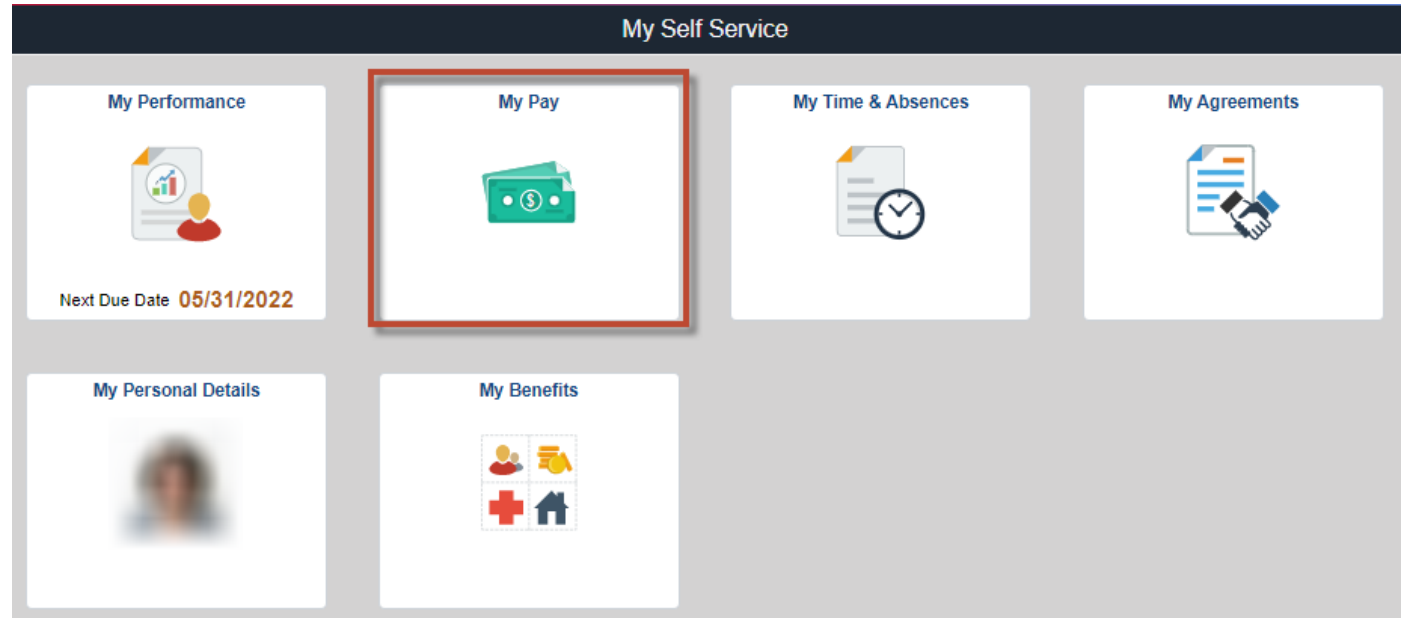 My Self Service
My Performance
Next Due Date 05/31/2022
My Pay
$
My Time & Absences
My Agreements
My Personal Details
My Benefits